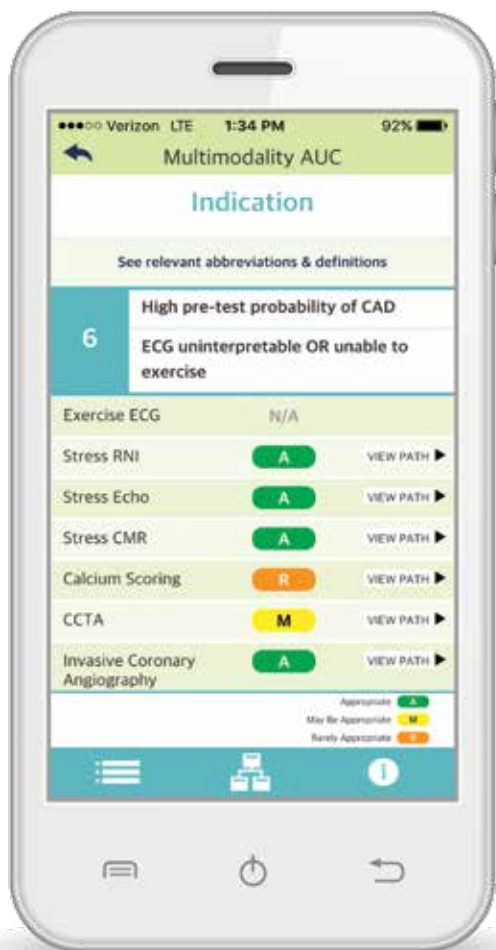 Verizon LTE 1:34 PM 92%
Multimodality AUC
Indication
See relevant abbreviations & definitions
6
High pre-test probability of CAD
ECG uninterpretable OR unable to
exercise
Exercise ECG N/A
Stress RNI A VIEW PATH
Stress Echo A VIEW PATH
Stress CMR A VIEW PATH
Calcium Scoring R VIEW PATH
CCTA M VIEW PATH
Invasive Coronary
Angiography A VIEW PATH
Appropriate A
May Be Appropriate M
Rarely Appropriate R
i